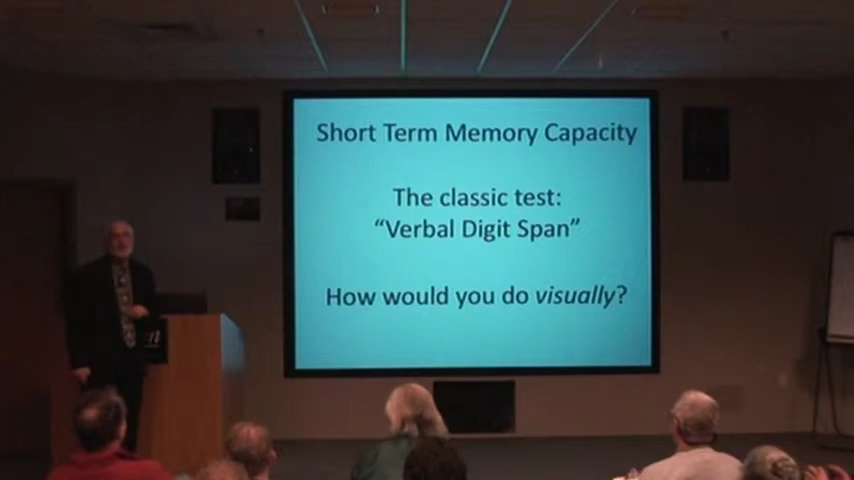 Short Term Memory Capacity
The classic test:
“Verbal Digit Span”
How would you do visually?